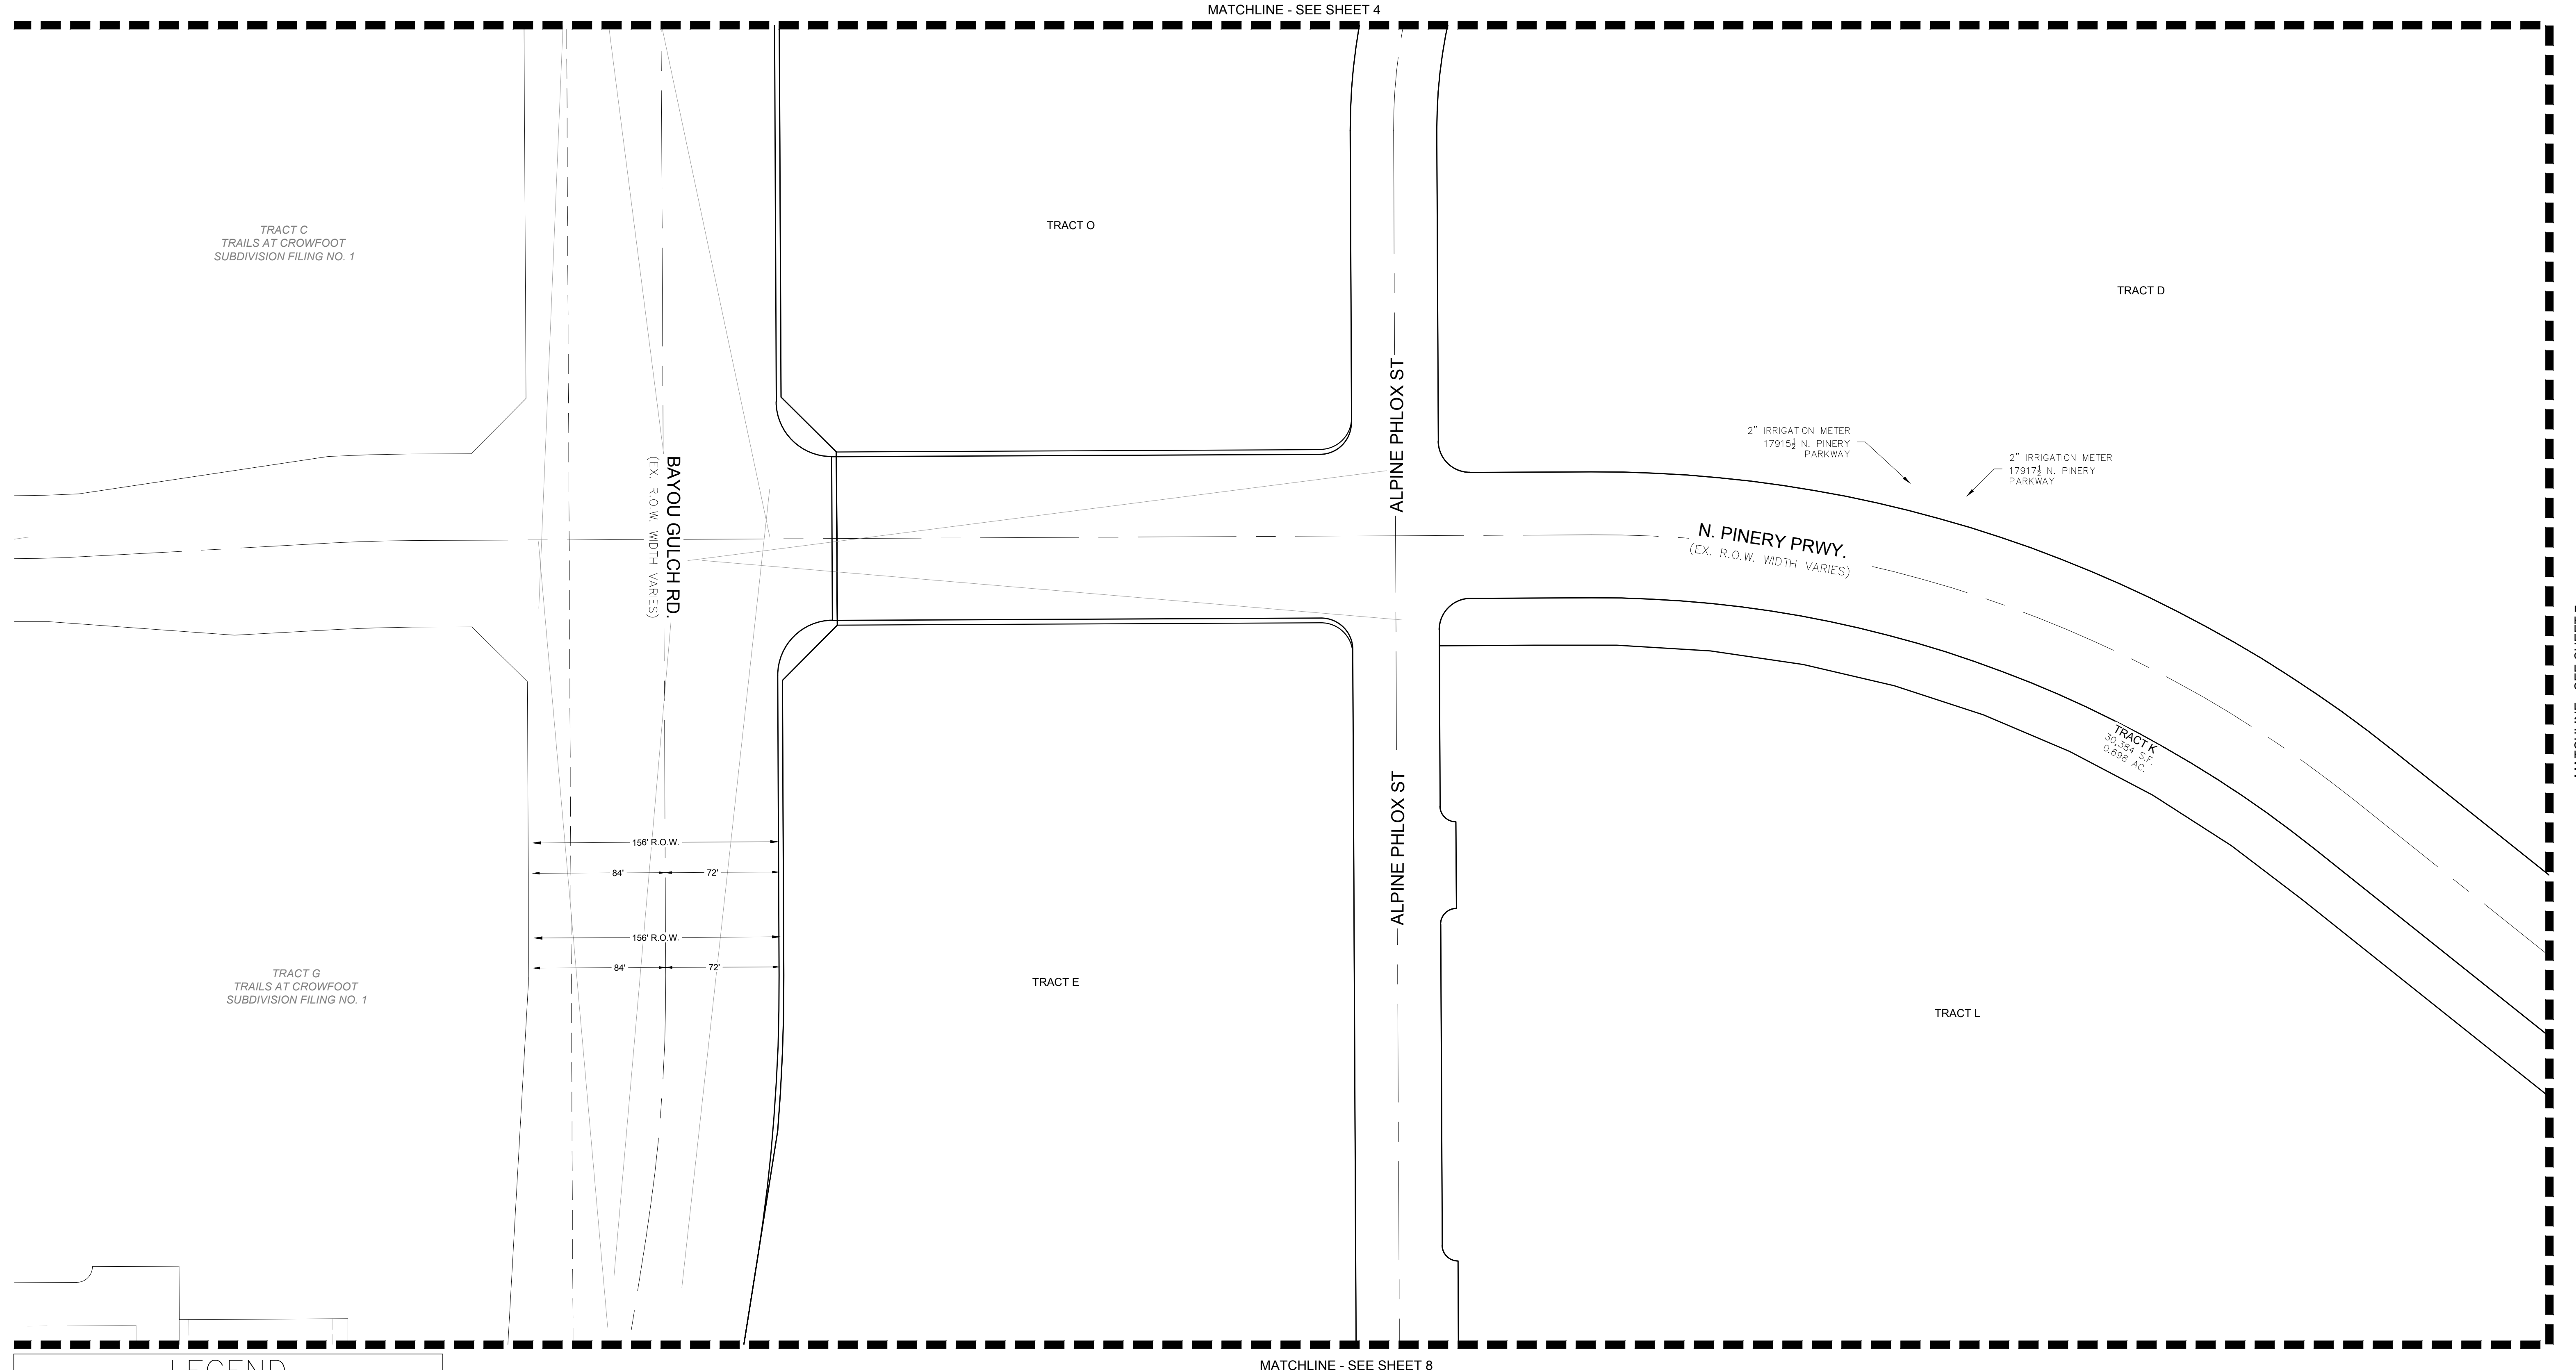 MATCHLINE - SEE SHEET 4
TRACT C
TRAILS AT CROWFOOT
SUBDIVISION FILING NO. 1
TRACT O
TRACT D
ALPINE PHLOX ST
2" IRRIGATION METER
17915½ N. PINERY
PARKWAY
2" IRRIGATION METER
17917½ N. PINERY
PARKWAY
BAYOU GULCH RD.
(EX. R.O.W. WIDTH VARIES)
N. PINERY PRWY.
(EX. R.O.W. WIDTH VARIES)
TRACT K
30,384 S.F.
0.698 AC.
ALPINE PHLOX ST
156' R.O.W.
84'
72'
156' R.O.W.
84'
72'
TRACT G
TRAILS AT CROWFOOT
SUBDIVISION FILING NO. 1
TRACT E
TRACT L
LEGEND
MATCHLINE - SEE SHEET 8